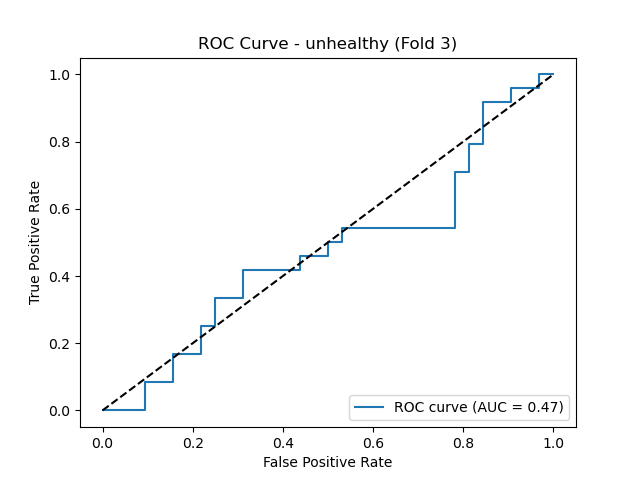 ROC Curve - unhealthy (Fold 3)
1.0
0.8
0.6
0.4
0.2
0.0
True Positive Rate
ROC curve (AUC = 0.47)
0.0 0.2 0.4 0.6 0.8 1.0
False Positive Rate